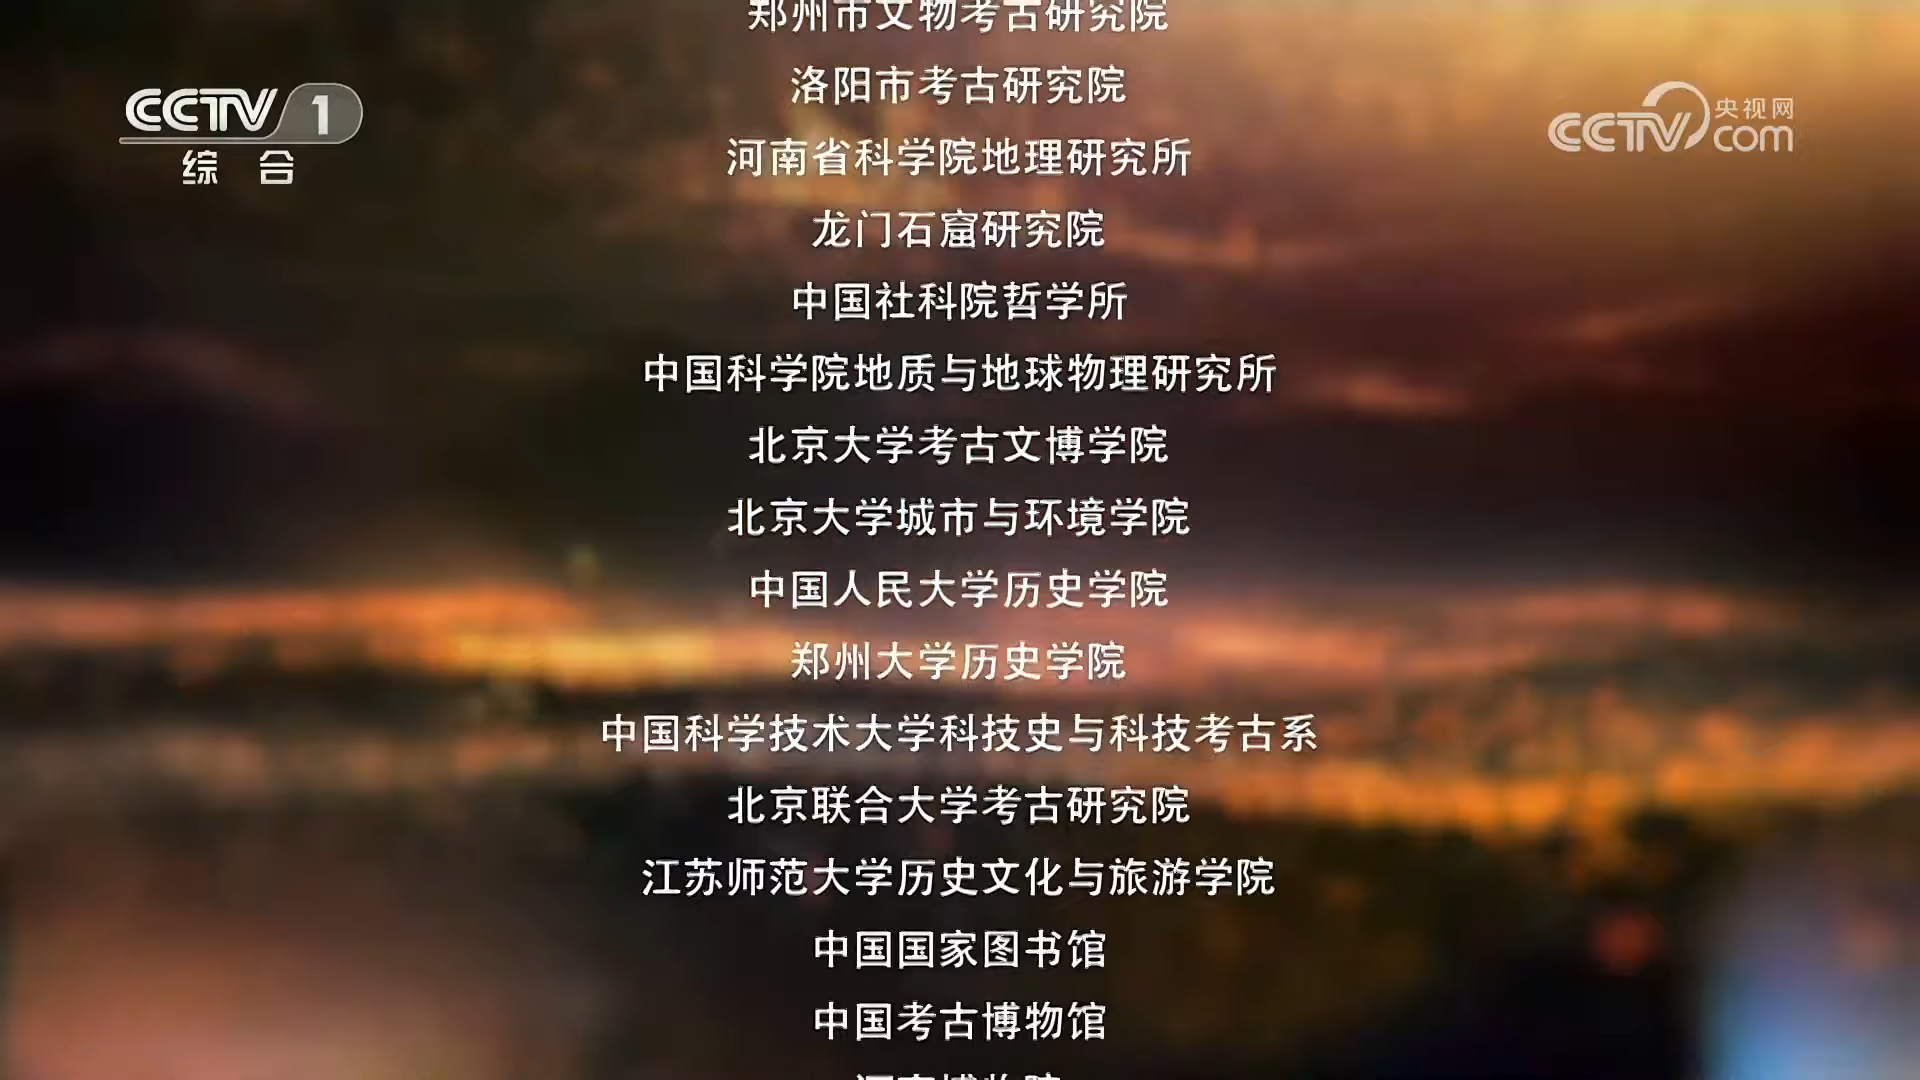 郑州市文物考古研究院
洛阳市考古研究院
CCTV 1
综 合
央视网
CCTV com
河南省科学院地理研究所
龙门石窟研究院
中国社科院哲学所
中国科学院地质与地球物理研究所
北京大学考古文博学院
北京大学城市与环境学院
中国人民大学历史学院
郑州大学历史学院
中国科学技术大学科技史与科技考古系
北京联合大学考古研究院
江苏师范大学历史文化与旅游学院
中国国家图书馆
中国考古博物馆